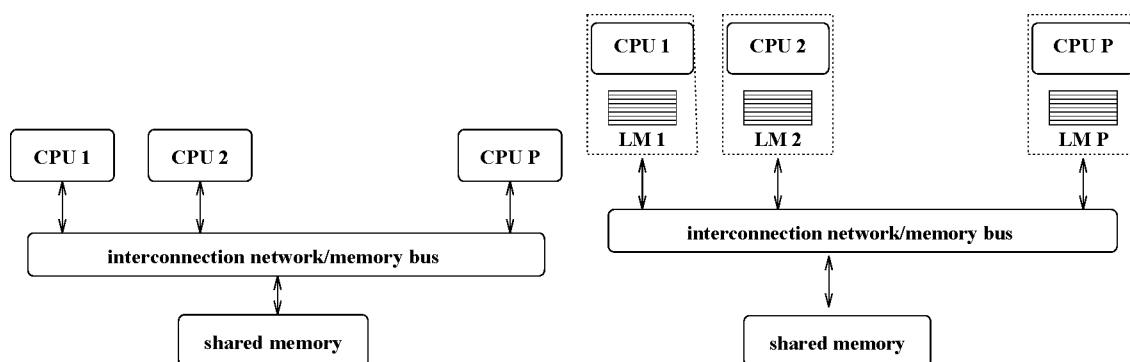 CPU 1
CPU 2
CPU P
interconnection network/memory bus
shared memory
CPU 1
CPU 2
CPU P
LM 1
LM 2
LM P
interconnection network/memory bus
shared memory